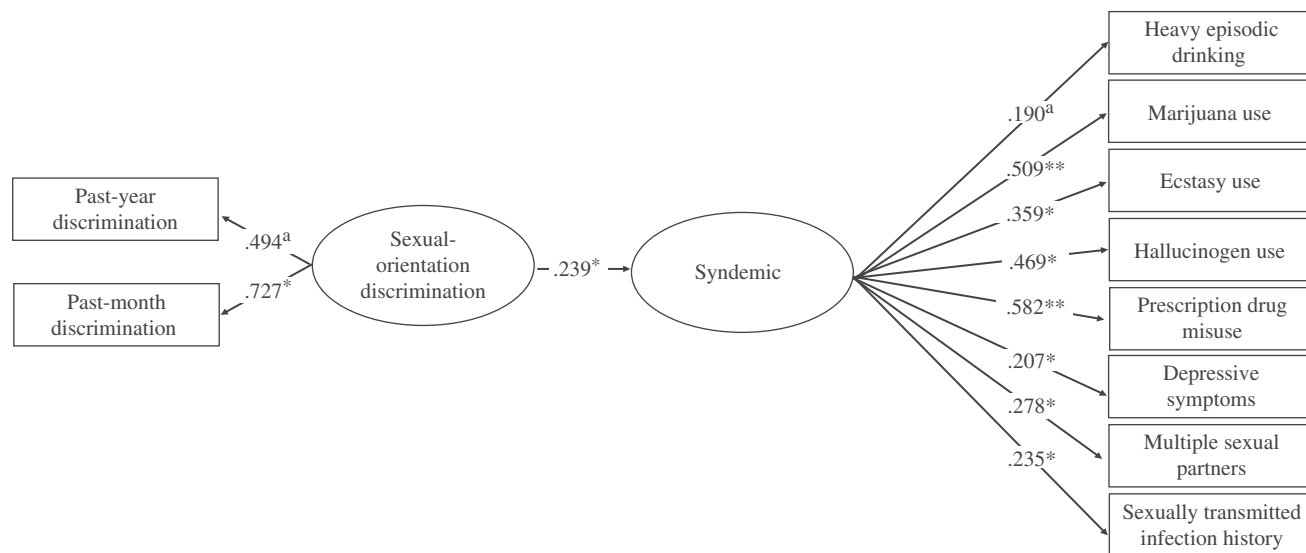 Past-year
discrimination
Past-month
discrimination
.494a
.727*
Sexual-
orientation
discrimination
.239*
Syndemic
.190a
.509**
.359*
.469*
.582**
.207*
.278*
.235*
Heavy episodic
drinking
Marijuana use
Ecstasy use
Hallucinogen use
Prescription drug
misuse
Depressive
symptoms
Multiple sexual
partners
Sexually transmitted
infection history